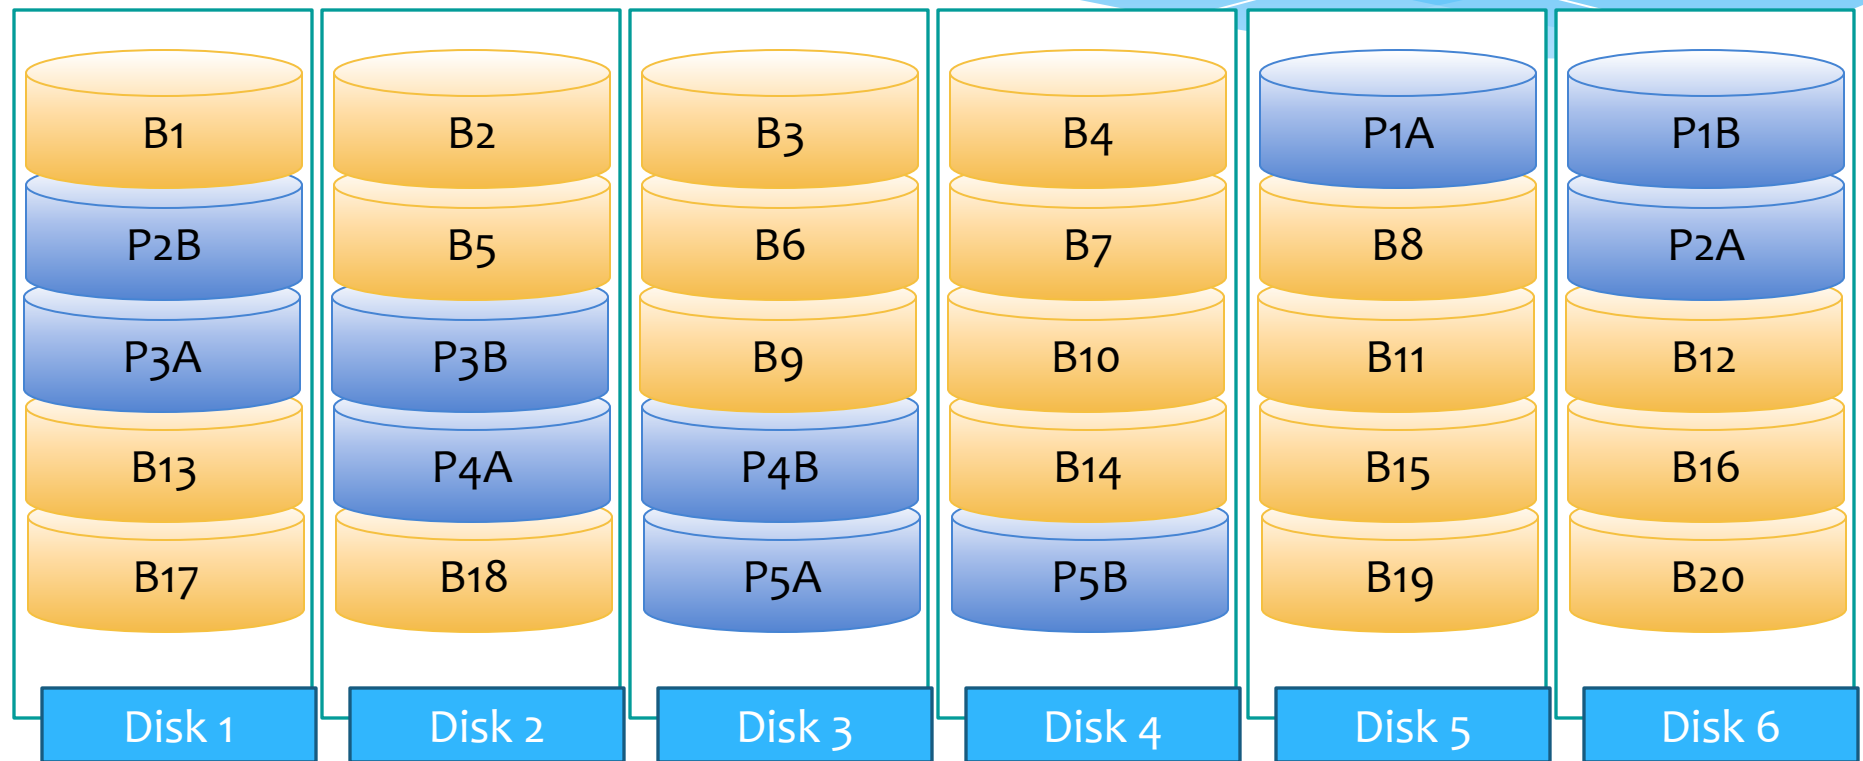 B1 B2 B3 B4 P1A P1B
P2B B5 B6 B7 B8 P2A
P3A P3B B9 B10 B11 B12
B13 P4A P4B B14 B15 B16
B17 B18 P5A P5B B19 B20
Disk 1 Disk 2 Disk 3 Disk 4 Disk 5 Disk 6